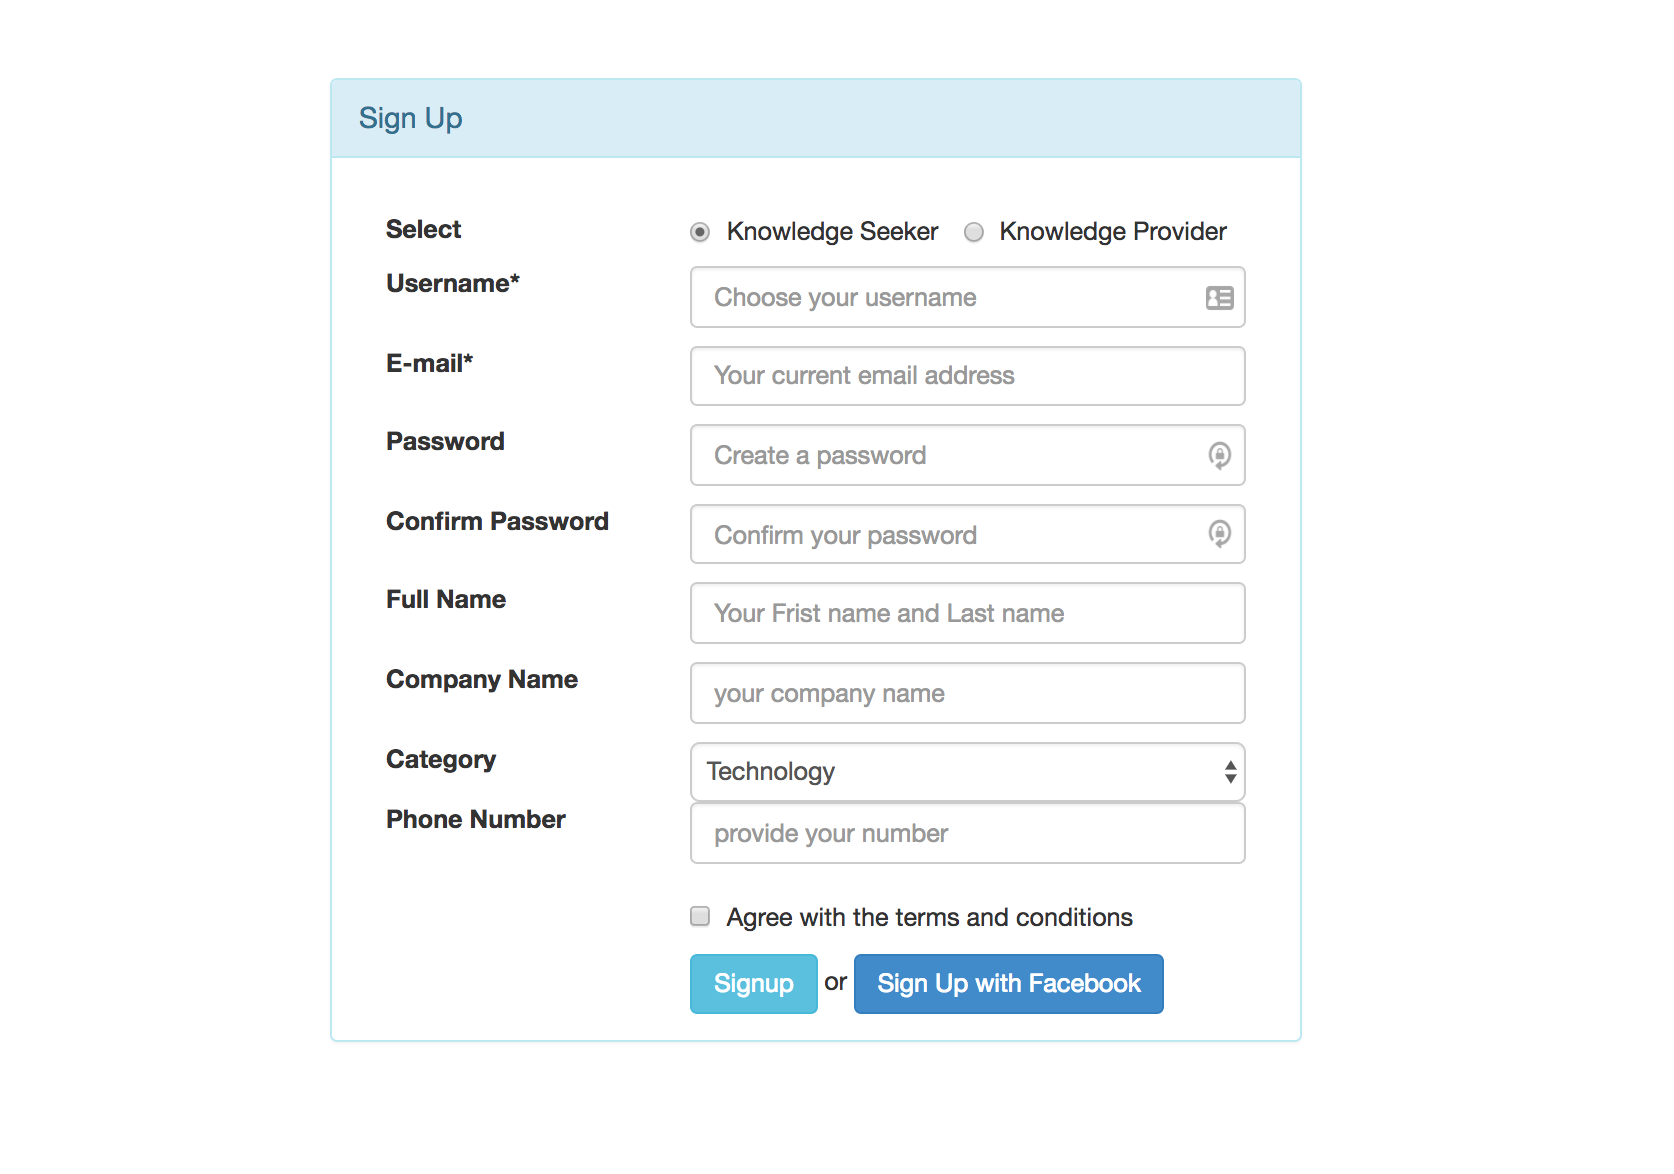 Sign Up
Select Knowledge Seeker Knowledge Provider
Username* Choose your username
E-mail* Your current email address
Password Create a password
Confirm Password Confirm your password
Full Name Your Frist name and Last name
Company Name your company name
Category Technology
Phone Number provide your number
Agree with the terms and conditions
Signup or Sign Up with Facebook